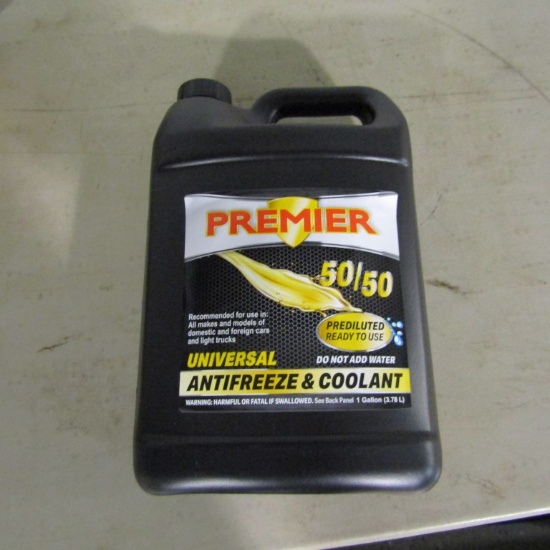 PREMIER
50/50
Recommended for use in:
All makes and models of
domestic and foreign cars
and light trucks
PREDILUTED
READY TO USE
UNIVERSAL
DO NOT ADD WATER
ANTIFREEZE & COOLANT
WARNING: HARMFUL OR FATAL IF SWALLOWED. See Back Panel 1 Gallon (3.78 L)